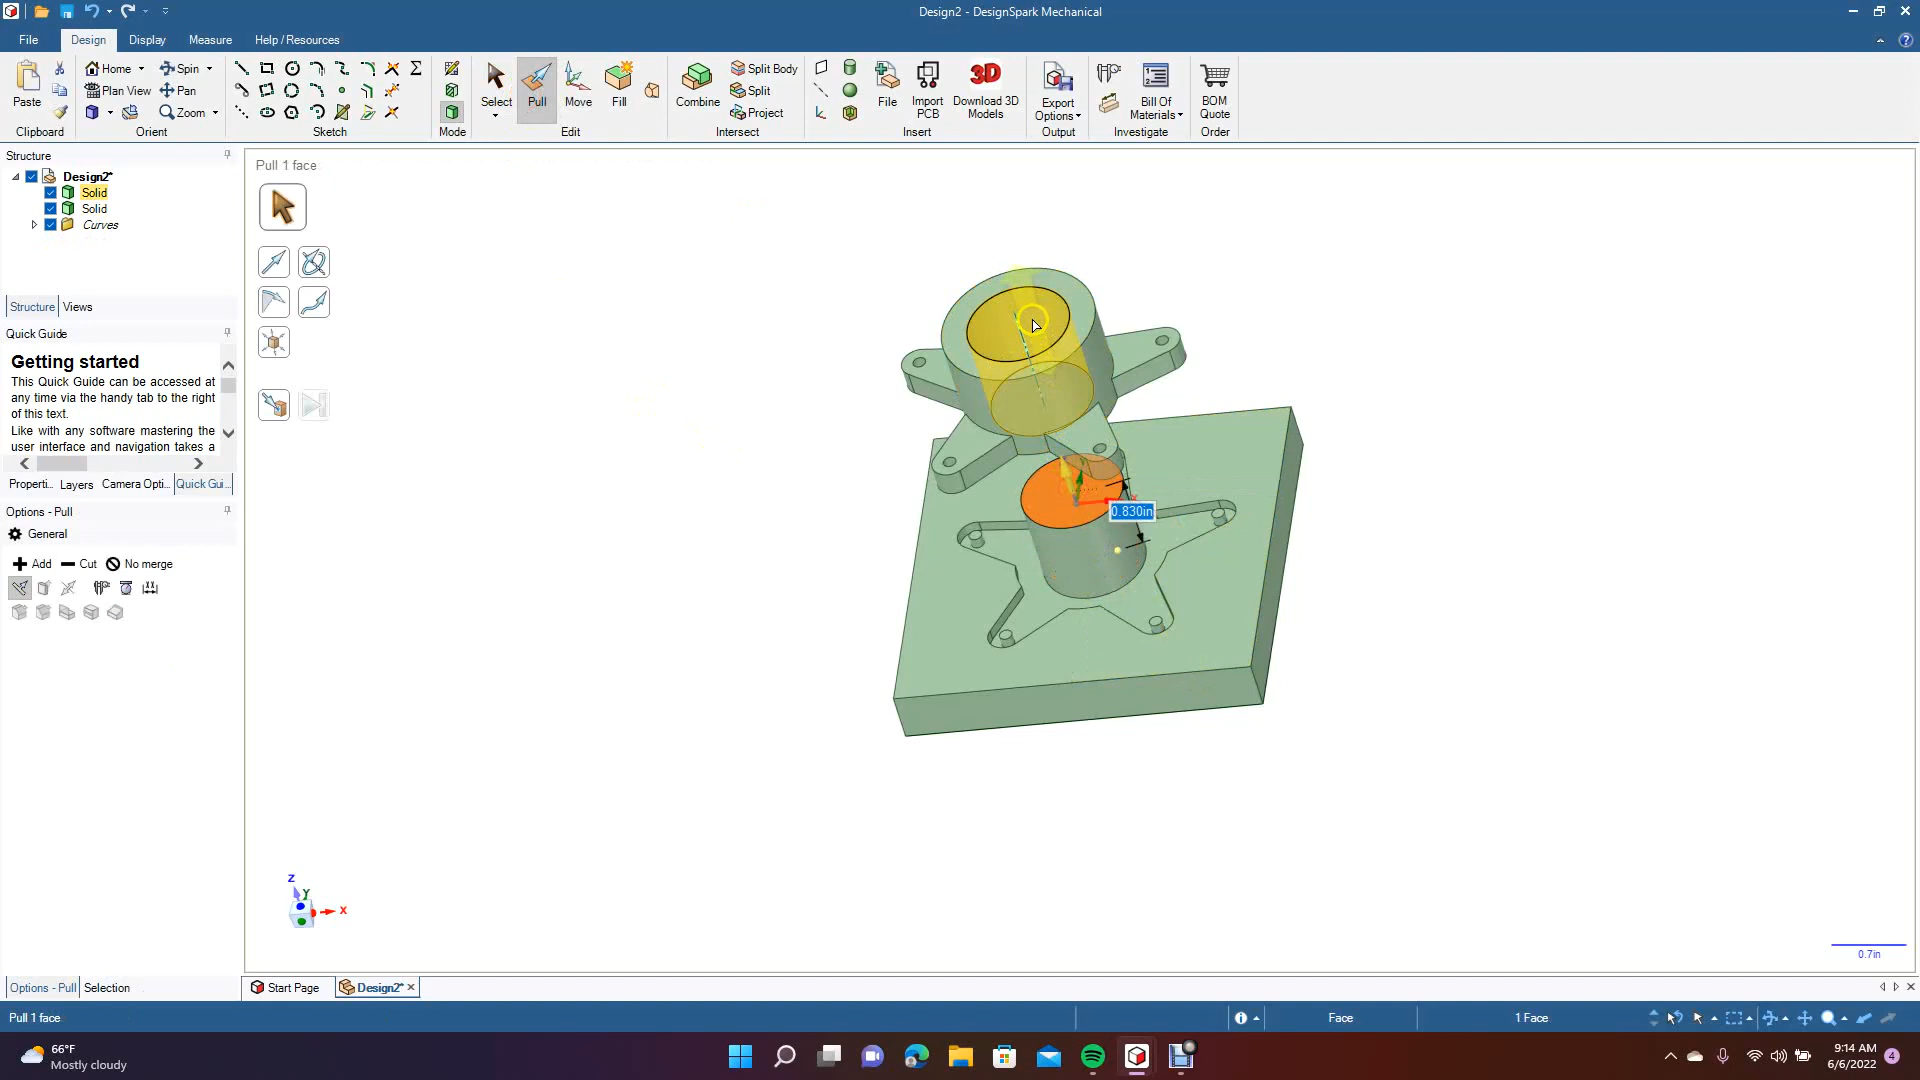 Design2 - DesignSpark Mechanical
File
Design
Display
Measure
Help / Resources
Paste
Clipboard
Home
Spin
Plan View
Pan
Zoom
Orient
Sketch
Mode
Select
Pull
Move
Fill
Edit
Combine
Split Body
Split
Project
Intersect
File
Import
PCB
Download 3D
Models
Insert
Export
Options
Output
Bill Of
Materials
Investigate
BOM
Quote
Order
Structure
Design2*
Solid
Solid
Curves
Structure
Views
Quick Guide
Getting started
This Quick Guide can be accessed at
any time via the handy tab to the right
of this text.
Like with any software mastering the
user interface and navigation takes a
Properti..
Layers
Camera Opti..
Quick Gui..
Options - Pull
General
Add
Cut
No merge
Pull 1 face
3D
0.830in
Z
Y
X
0.7in
Options - Pull
Selection
Start Page
Design2*
Pull 1 face
Face
1 Face
66°F
Mostly cloudy
9:14 AM
6/6/2022
4